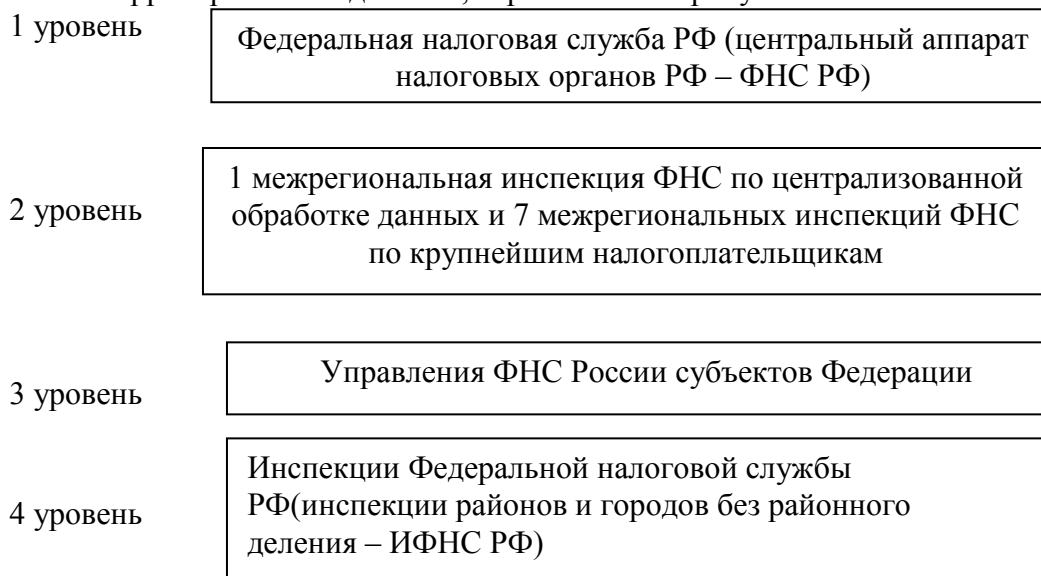 1 уровень
Федеральная налоговая служба РФ (центральный аппарат
налоговых органов РФ – ФНС РФ)
2 уровень
1 межрегиональная инспекция ФНС по централизованной
обработке данных и 7 межрегиональных инспекций ФНС
по крупнейшим налогоплательщикам
3 уровень
Управления ФНС России субъектов Федерации
4 уровень
Инспекции Федеральной налоговой службы
РФ(инспекции районов и городов без районного
деления – ИФНС РФ)